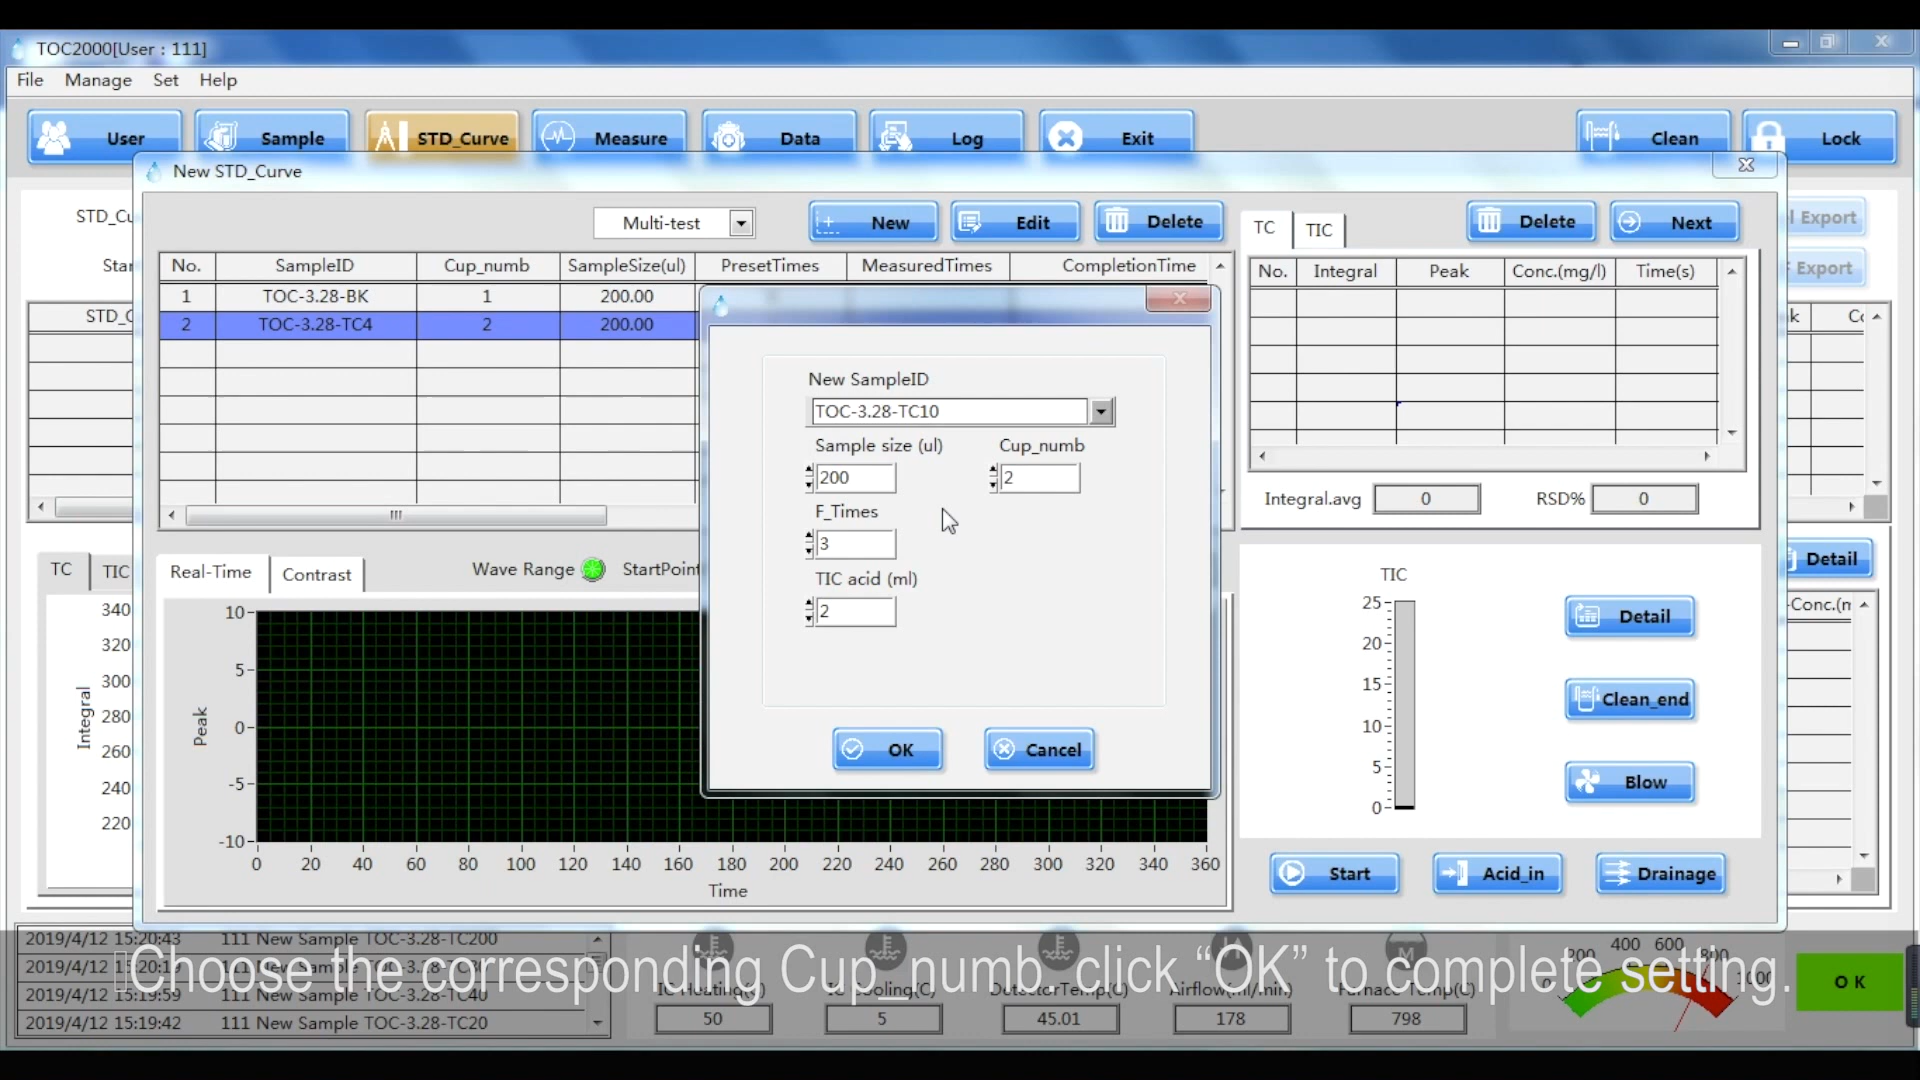 TOC2000[User : 111]
File Manage Set Help
User Sample STD_Curve Measure Data Log Exit Clean Lock
New STD_Curve
Multi-test New Edit Delete
TC TIC Delete Next
No. SampleID Cup_numb SampleSize(ul) PresetTimes MeasuredTimes CompletionTime
1 TOC-3.28-BK 1 200.00
2 TOC-3.28-TC4 2 200.00
No. Integral Peak Conc.(mg/l) Time(s)
Integral.avg 0 RSD% 0
New SampleID
TOC-3.28-TC10
Sample size (ul) Cup_numb
200 2
F_Times
3
TIC acid (ml)
2
OK Cancel
Export
Export
TC TIC
340
320
300
280
260
240
220
Integral
Real-Time Contrast Wave Range StartPoint
10
5
0
-5
-10
Peak
0 20 40 60 80 100 120 140 160 180 200 220 240 260 280 300 320 340 360
Time
TIC
25
20
15
10
5
0
Detail
Clean_end
Blow
Start Acid_in Drainage
Detail
2019/4/12 15:20:43 111 New Sample TOC-3.28-TC200
2019/4/12 15:19:59 111 New Sample TOC-3.28-TC40
2019/4/12 15:19:42 111 New Sample TOC-3.28-TC20
50 5 45.01 178 798
200 400 600 800
OK
Choose the corresponding Cup_numb click “OK” to complete setting.